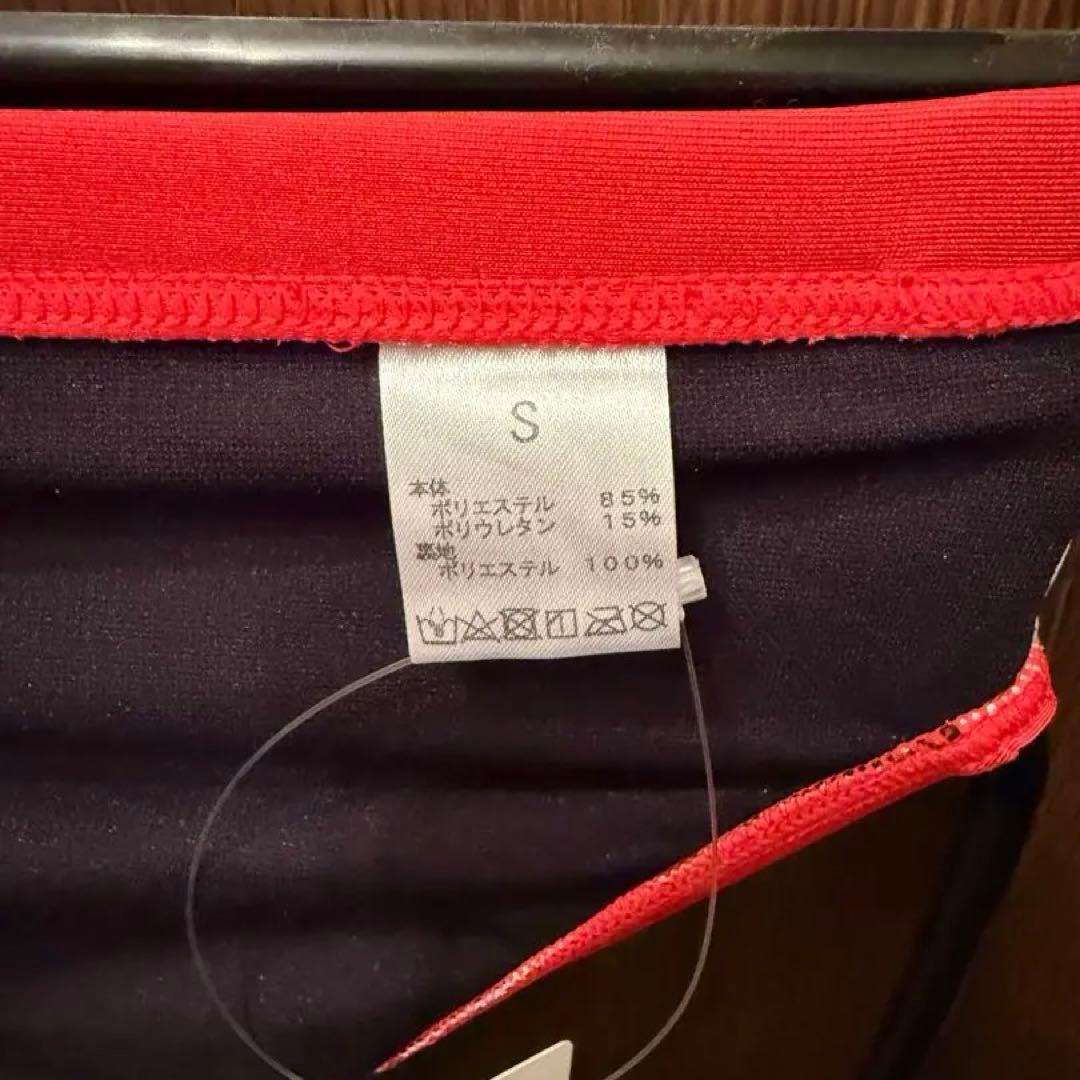 S
本体
ポリエステル 85%
ポリウレタン 15%
裏地
ポリエステル 100%